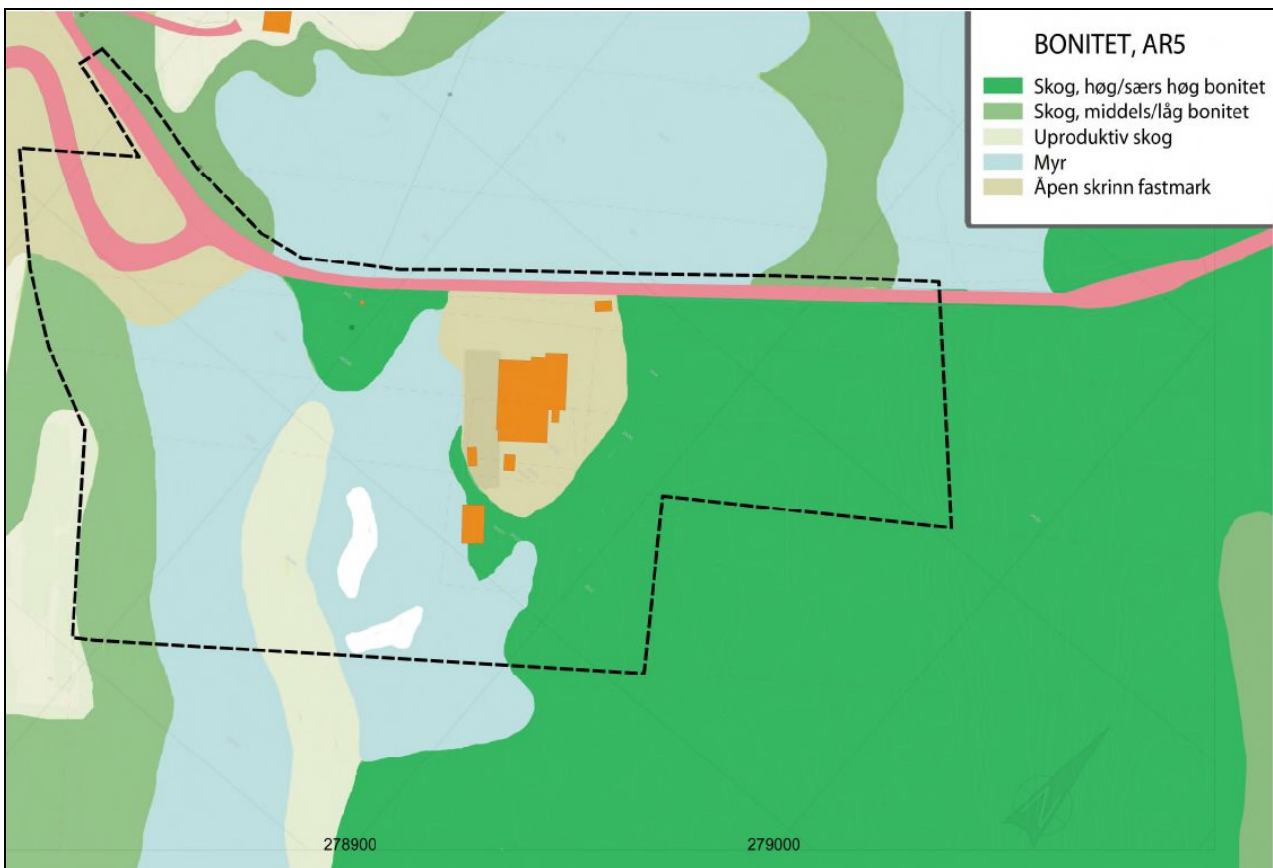 BONITET, AR5
Skog, høg/særs høg bonitet
Skog, middels/låg bonitet
Uproduktiv skog
Myr
Åpen skrinn fastmark
278900
279000